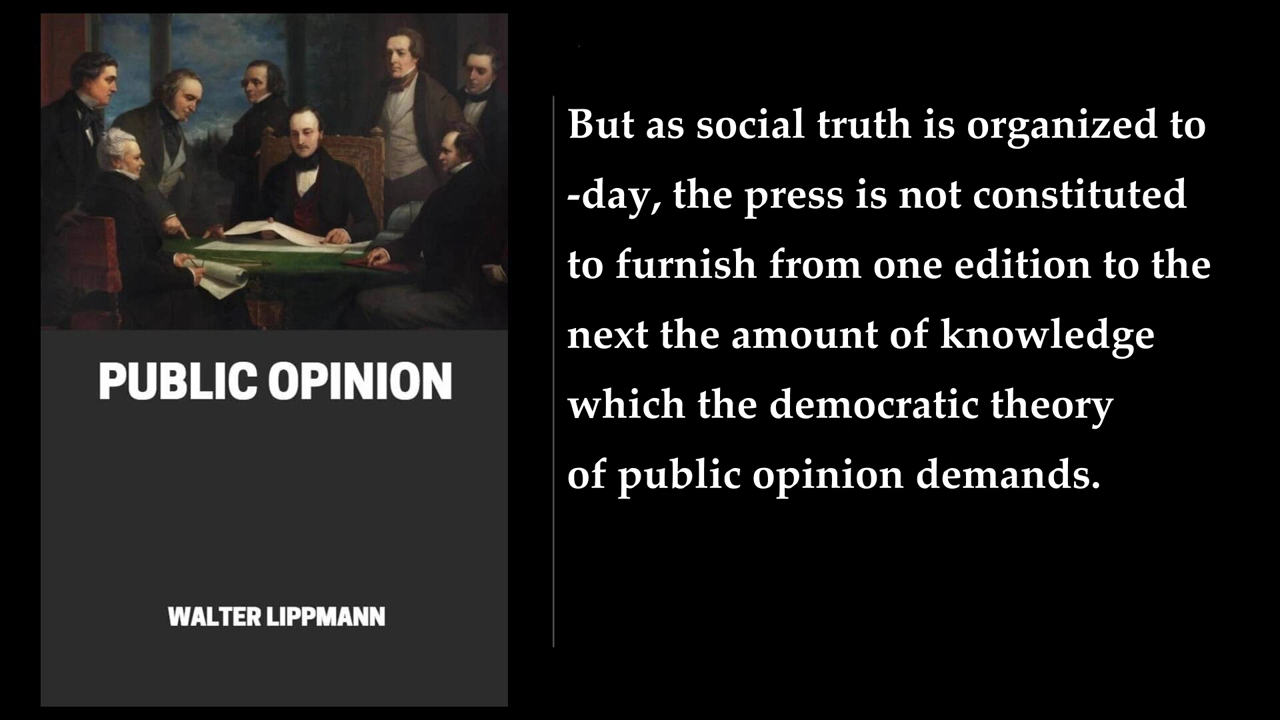 PUBLIC OPINION
WALTER LIPPMANN
But as social truth is organized to
-day, the press is not constituted
to furnish from one edition to the
next the amount of knowledge
which the democratic theory
of public opinion demands.